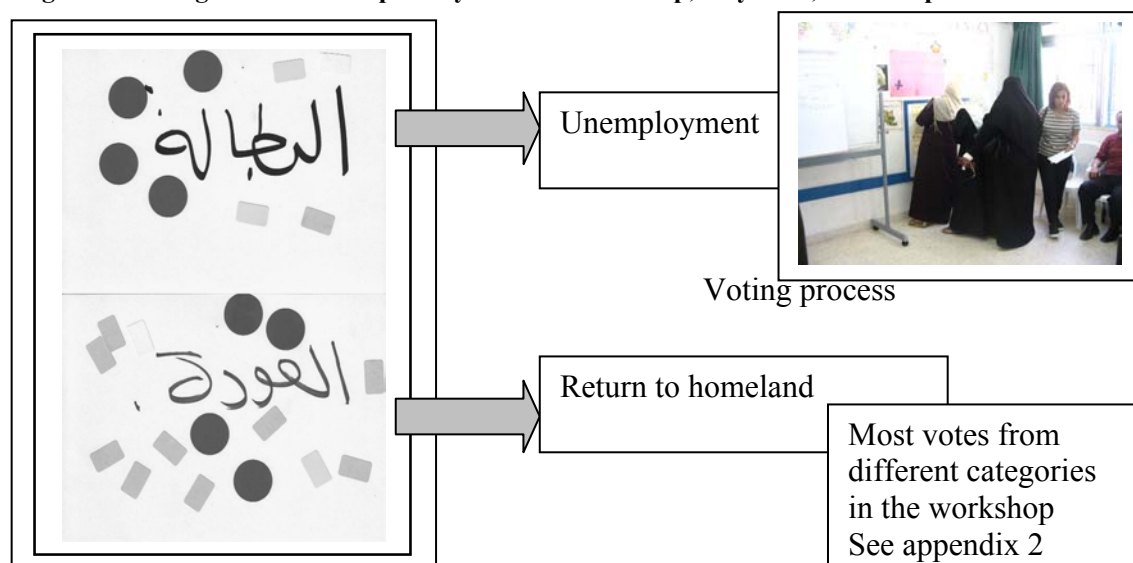 البطالة
Unemployment
Voting process
العودة
Return to homeland
Most votes from
different categories
in the workshop
See appendix 2